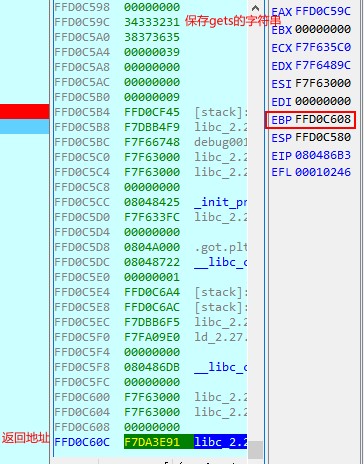 FFD0C598 00000000
FFD0C59C 34333231 保存gets的字符串
FFD0C5A0 38373635
FFD0C5A4 00000039
FFD0C5A8 00000000
FFD0C5AC 00000000
FFD0C5B0 00000009
FFD0C5B4 FFD0CF45 [stack]:
FFD0C5B8 F7DBB4F9 libc_2.2
FFD0C5BC F7F66748 debug001
FFD0C5C0 F7F63000 libc_2.2
FFD0C5C4 F7F63000 libc_2.2
FFD0C5C8 00000000
FFD0C5CC 08048425 _init_pr
FFD0C5D0 F7F633FC libc_2.2
FFD0C5D4 00000000
FFD0C5D8 0804A000 .got.plt
FFD0C5DC 08048722 __libc_c
FFD0C5E0 00000001
FFD0C5E4 FFD0C6A4 [stack]:
FFD0C5E8 FFD0C6AC [stack]:
FFD0C5EC F7DBB6F5 libc_2.2
FFD0C5F0 F7FA09E0 ld_2.27.
FFD0C5F4 00000000
FFD0C5F8 080486DB __libc_
FFD0C5FC 00000000
FFD0C600 F7F63000 libc_2.2
FFD0C604 F7F63000 libc_2.2
FFD0C608 00000000
返回地址 FFD0C60C F7DA3E91 libc_2.2
EAX FFD0C59C
EBX 00000000
ECX F7F635C0
EDX F7F6489C
ESI F7F63000
EDI 00000000
EBP FFD0C608
ESP FFD0C580
EIP 080486B3
EFL 00010246